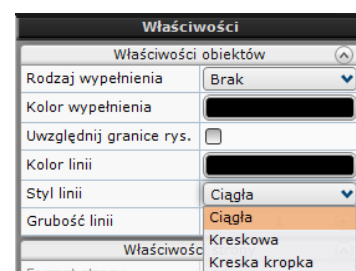 Właściwości
Właściwości obiektów
Rodzaj wypełnienia Brak
Kolor wypełnienia
Uwzględnij granice rys.
Kolor linii
Styl linii Ciągła
Grubość linii Ciągła
Kreskowa
Właściwośc
Kreska kropka